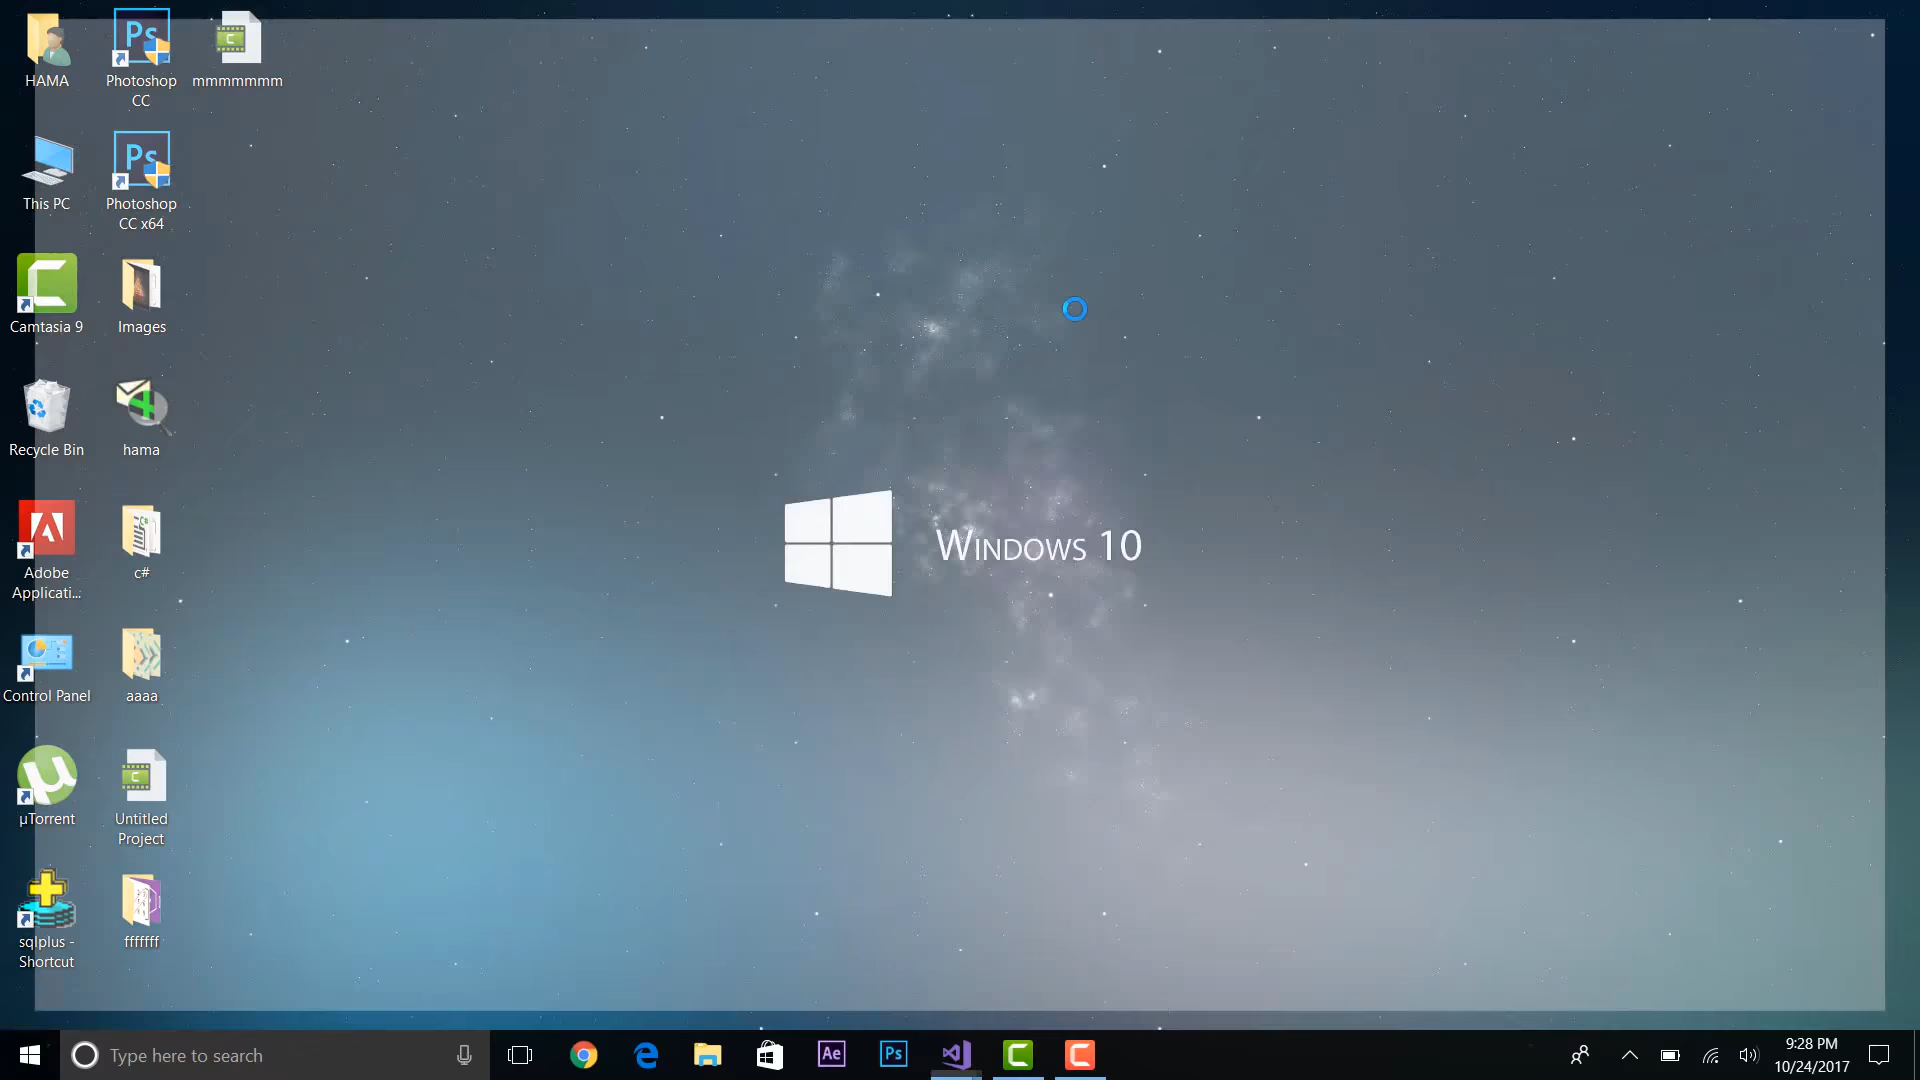 HAMA
Photoshop
CC
mmmmmmm
This PC
Photoshop
CC x64
Camtasia 9
Images
Recycle Bin
hama
Adobe
Applicati...
c#
Control Panel
aaaa
µTorrent
Untitled
Project
sqlplus -
Shortcut
fffffff
Windows 10
Type here to search
Ae
Ps
9:28 PM
10/24/2017